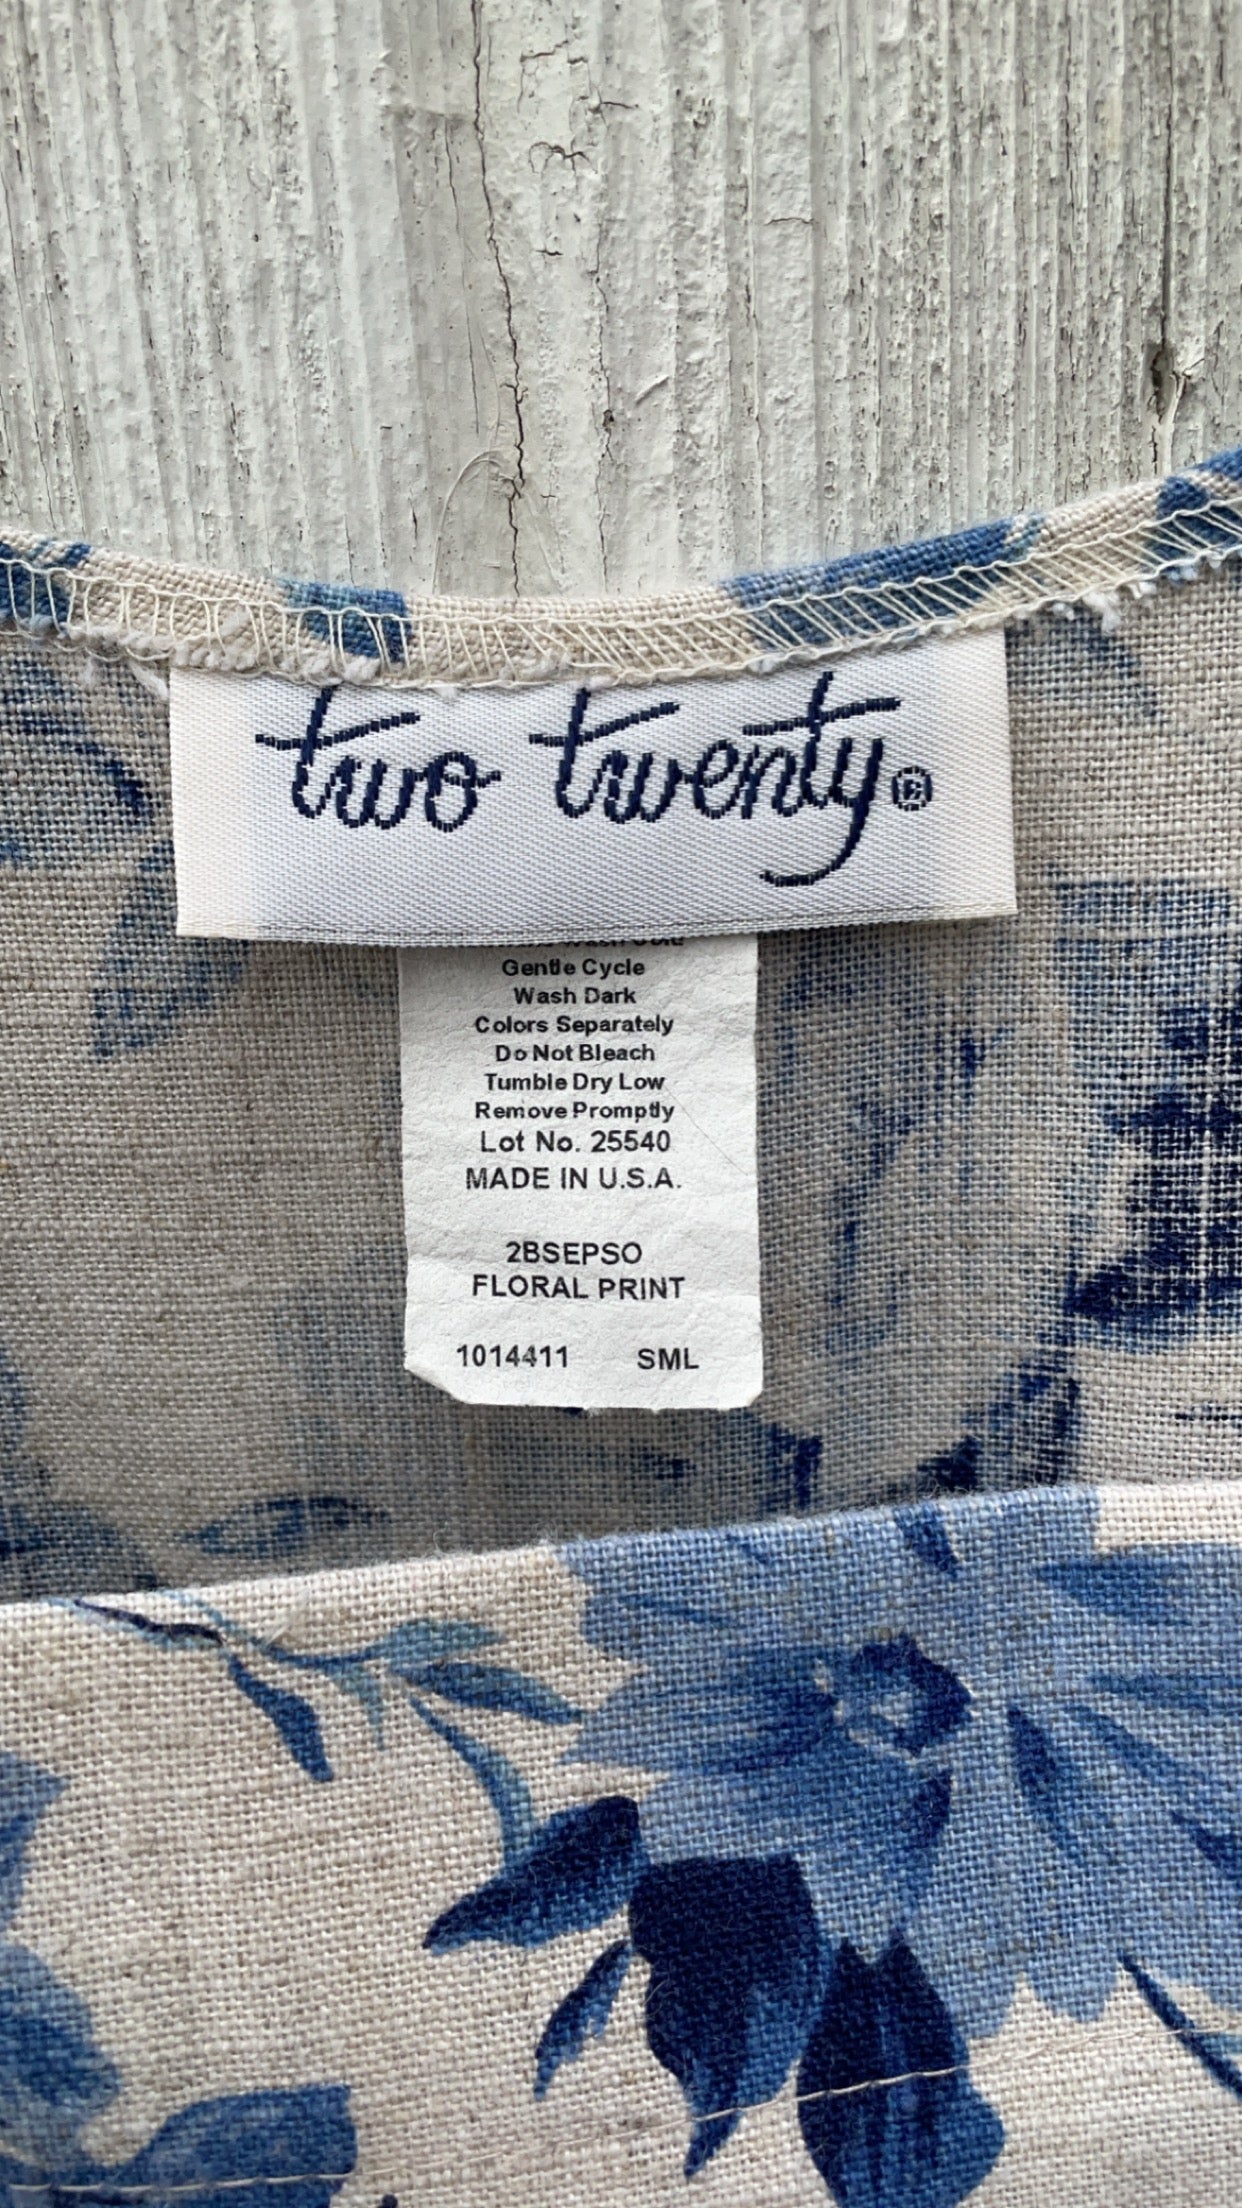 two twenty®
Gentle Cycle
Wash Dark
Colors Separately
Do Not Bleach
Tumble Dry Low
Remove Promptly
Lot No. 25540
MADE IN U.S.A.
2BSEPSO
FLORAL PRINT
1014411 SML